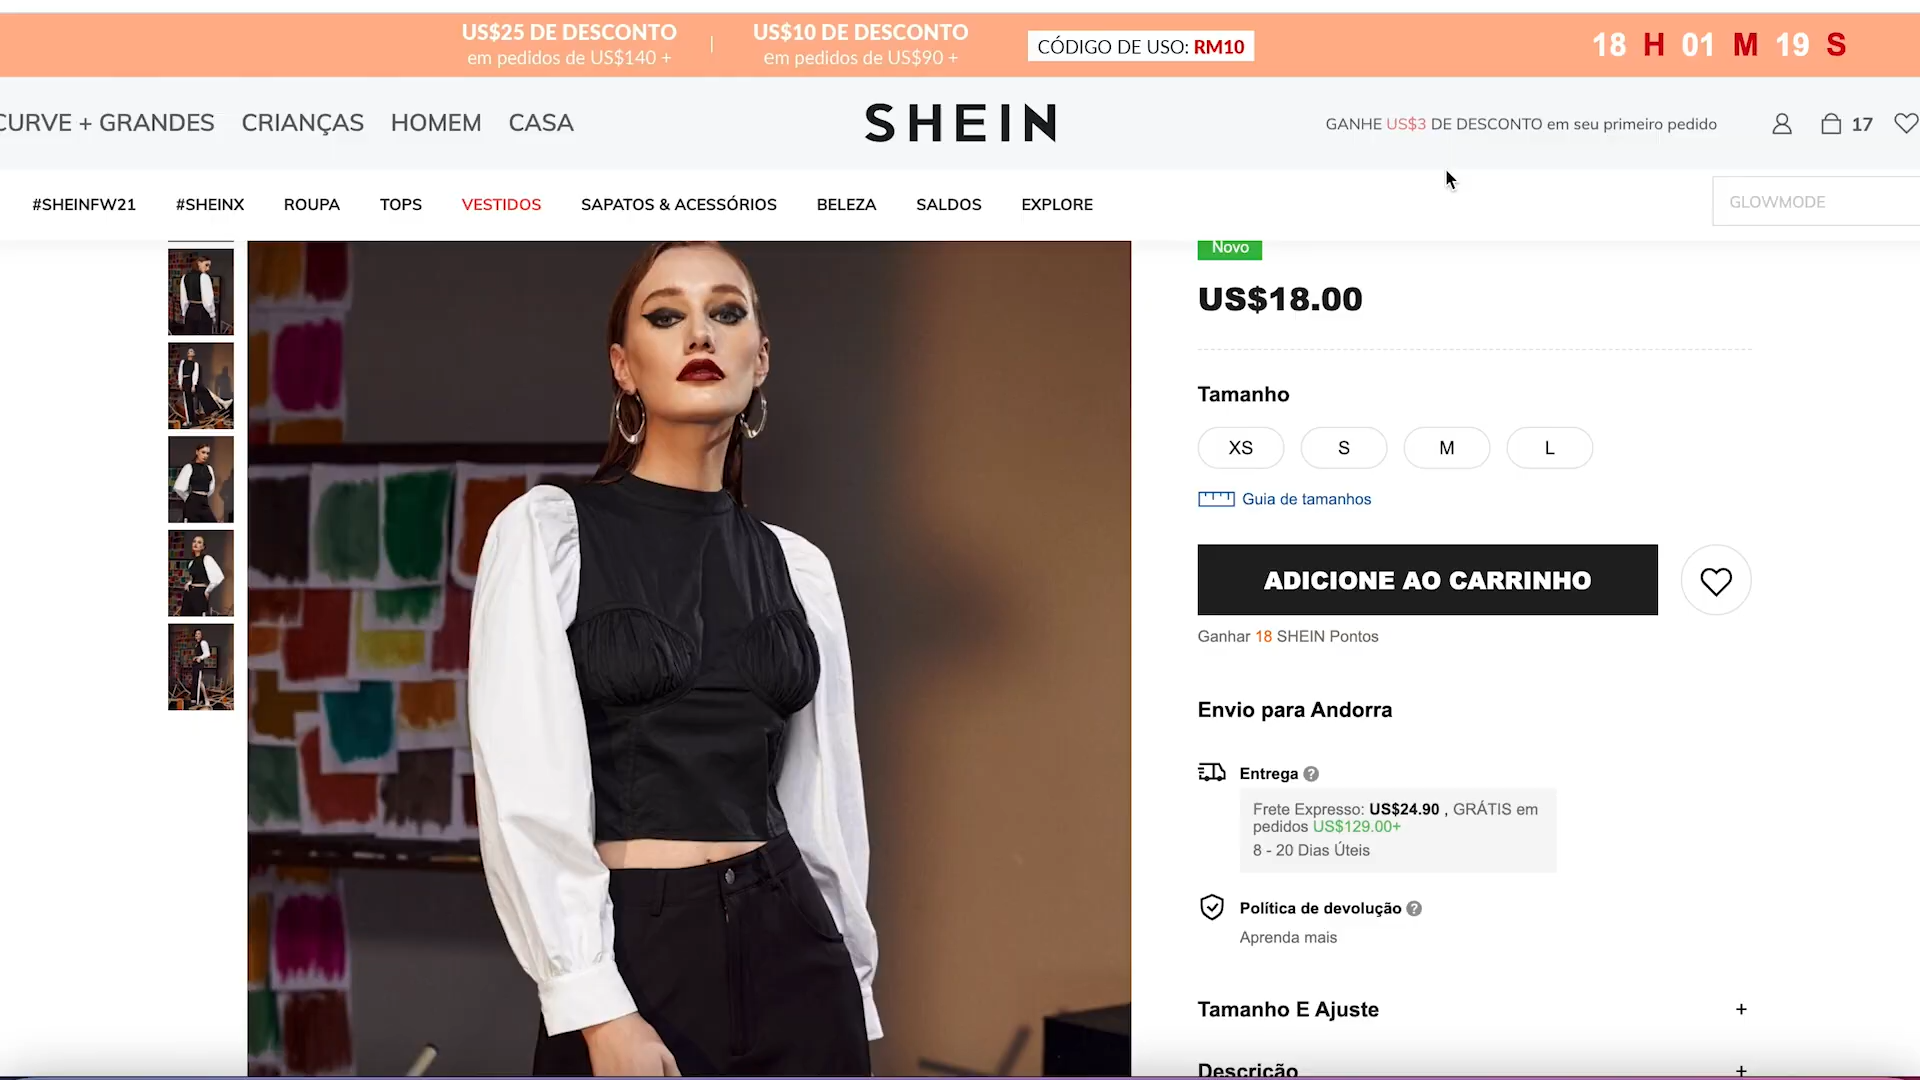 US$25 DE DESCONTO
em pedidos de US$140 +
US$10 DE DESCONTO
em pedidos de US$90 +
CÓDIGO DE USO: RM10
18 H 01 M 19 S
CURVE + GRANDES
CRIANÇAS
HOMEM
CASA
SHEIN
GANHE US$3 DE DESCONTO em seu primeiro pedido
17
#SHEINFW21
#SHEINX
ROUPA
TOPS
VESTIDOS
SAPATOS & ACESSÓRIOS
BELEZA
SALDOS
EXPLORE
GLOWMODE
Novo
US$18.00
Tamanho
XS
S
M
L
Guia de tamanhos
ADICIONE AO CARRINHO
Ganhar 18 SHEIN Pontos
Envio para Andorra
Entrega ?
Frete Expresso: US$24.90 , GRÁTIS em
pedidos US$129.00+
8 - 20 Dias Úteis
Política de devolução ?
Aprenda mais
Tamanho E Ajuste +
Descrição +